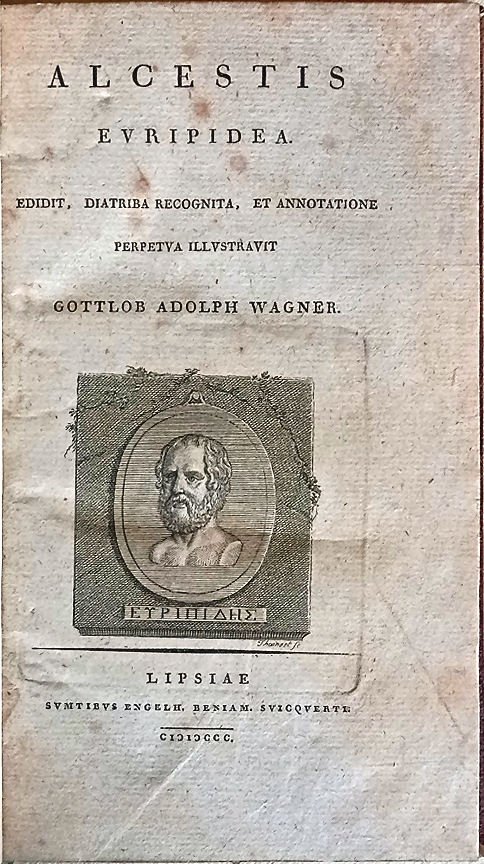 ALCESTIS
EVRIPIDEA.
EDIDIT, DIATRIBA RECOGNITA, ET ANNOTATIONE
PERPETVA ILLVSTRAVIT
GOTTLOB ADOLPH WAGNER.
ΕΥΡΙΠΙΔΗΣ
LIPSIAE
SVMTIBVS ENGELH. BENIAM. SVICQVERTI.
CIƆIƆCCC.